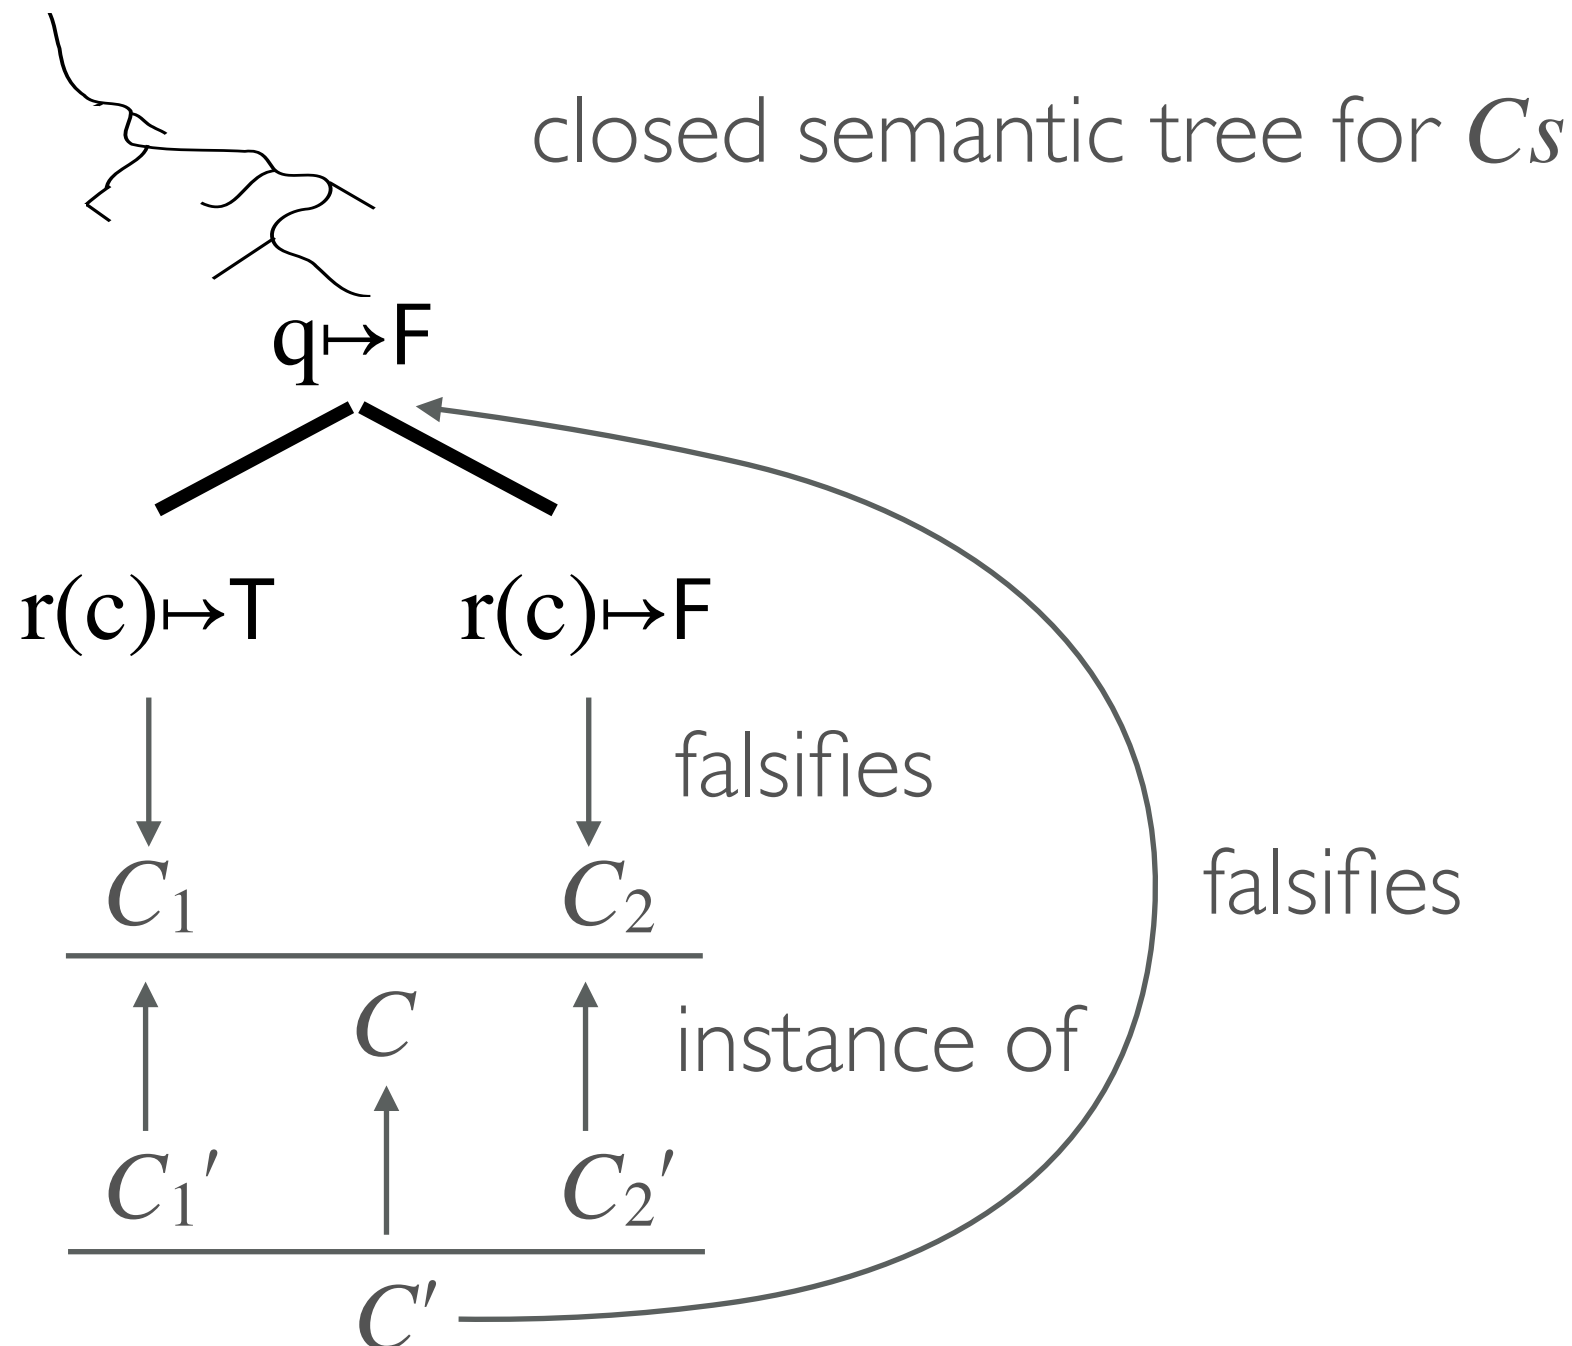 closed semantic tree for Cs
q↦F
r(c)↦T r(c)↦F
falsifies
falsifies
C₁ C₂
C
instance of
C₁′ C₂′
C′